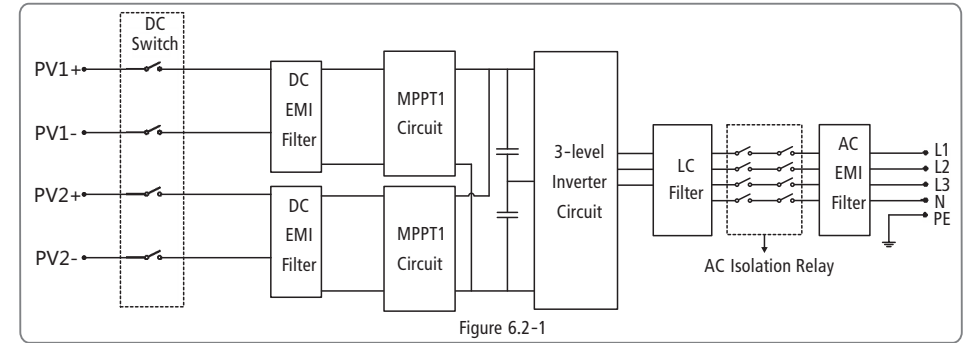 DC
Switch
PV1+
PV1-
PV2+
PV2-
DC
EMI
Filter
DC
EMI
Filter
MPPT1
Circuit
MPPT1
Circuit
3-level
Inverter
Circuit
LC
Filter
AC Isolation Relay
AC
EMI
Filter
L1
L2
L3
N
PE
Figure 6.2-1